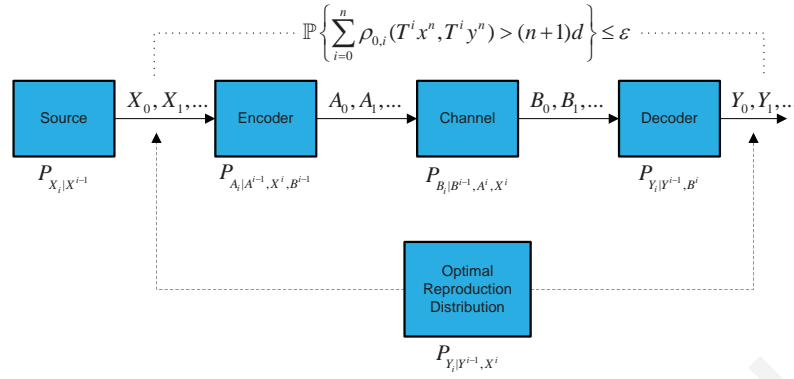 ℙ{∑_{i=0}^{n} ρ_{0,i}(T^i x^n, T^i y^n) > (n+1)d} ≤ ε
X_0, X_1,... A_0, A_1,... B_0, B_1,... Y_0, Y_1,...
Source Encoder Channel Decoder
P_{X_i|X^{i-1}} P_{A_i|A^{i-1},X^i,B^{i-1}} P_{B_i|B^{i-1},A^i,X^i} P_{Y_i|Y^{i-1},B^i}
Optimal
Reproduction
Distribution
P_{Y_i|Y^{i-1},X^i}